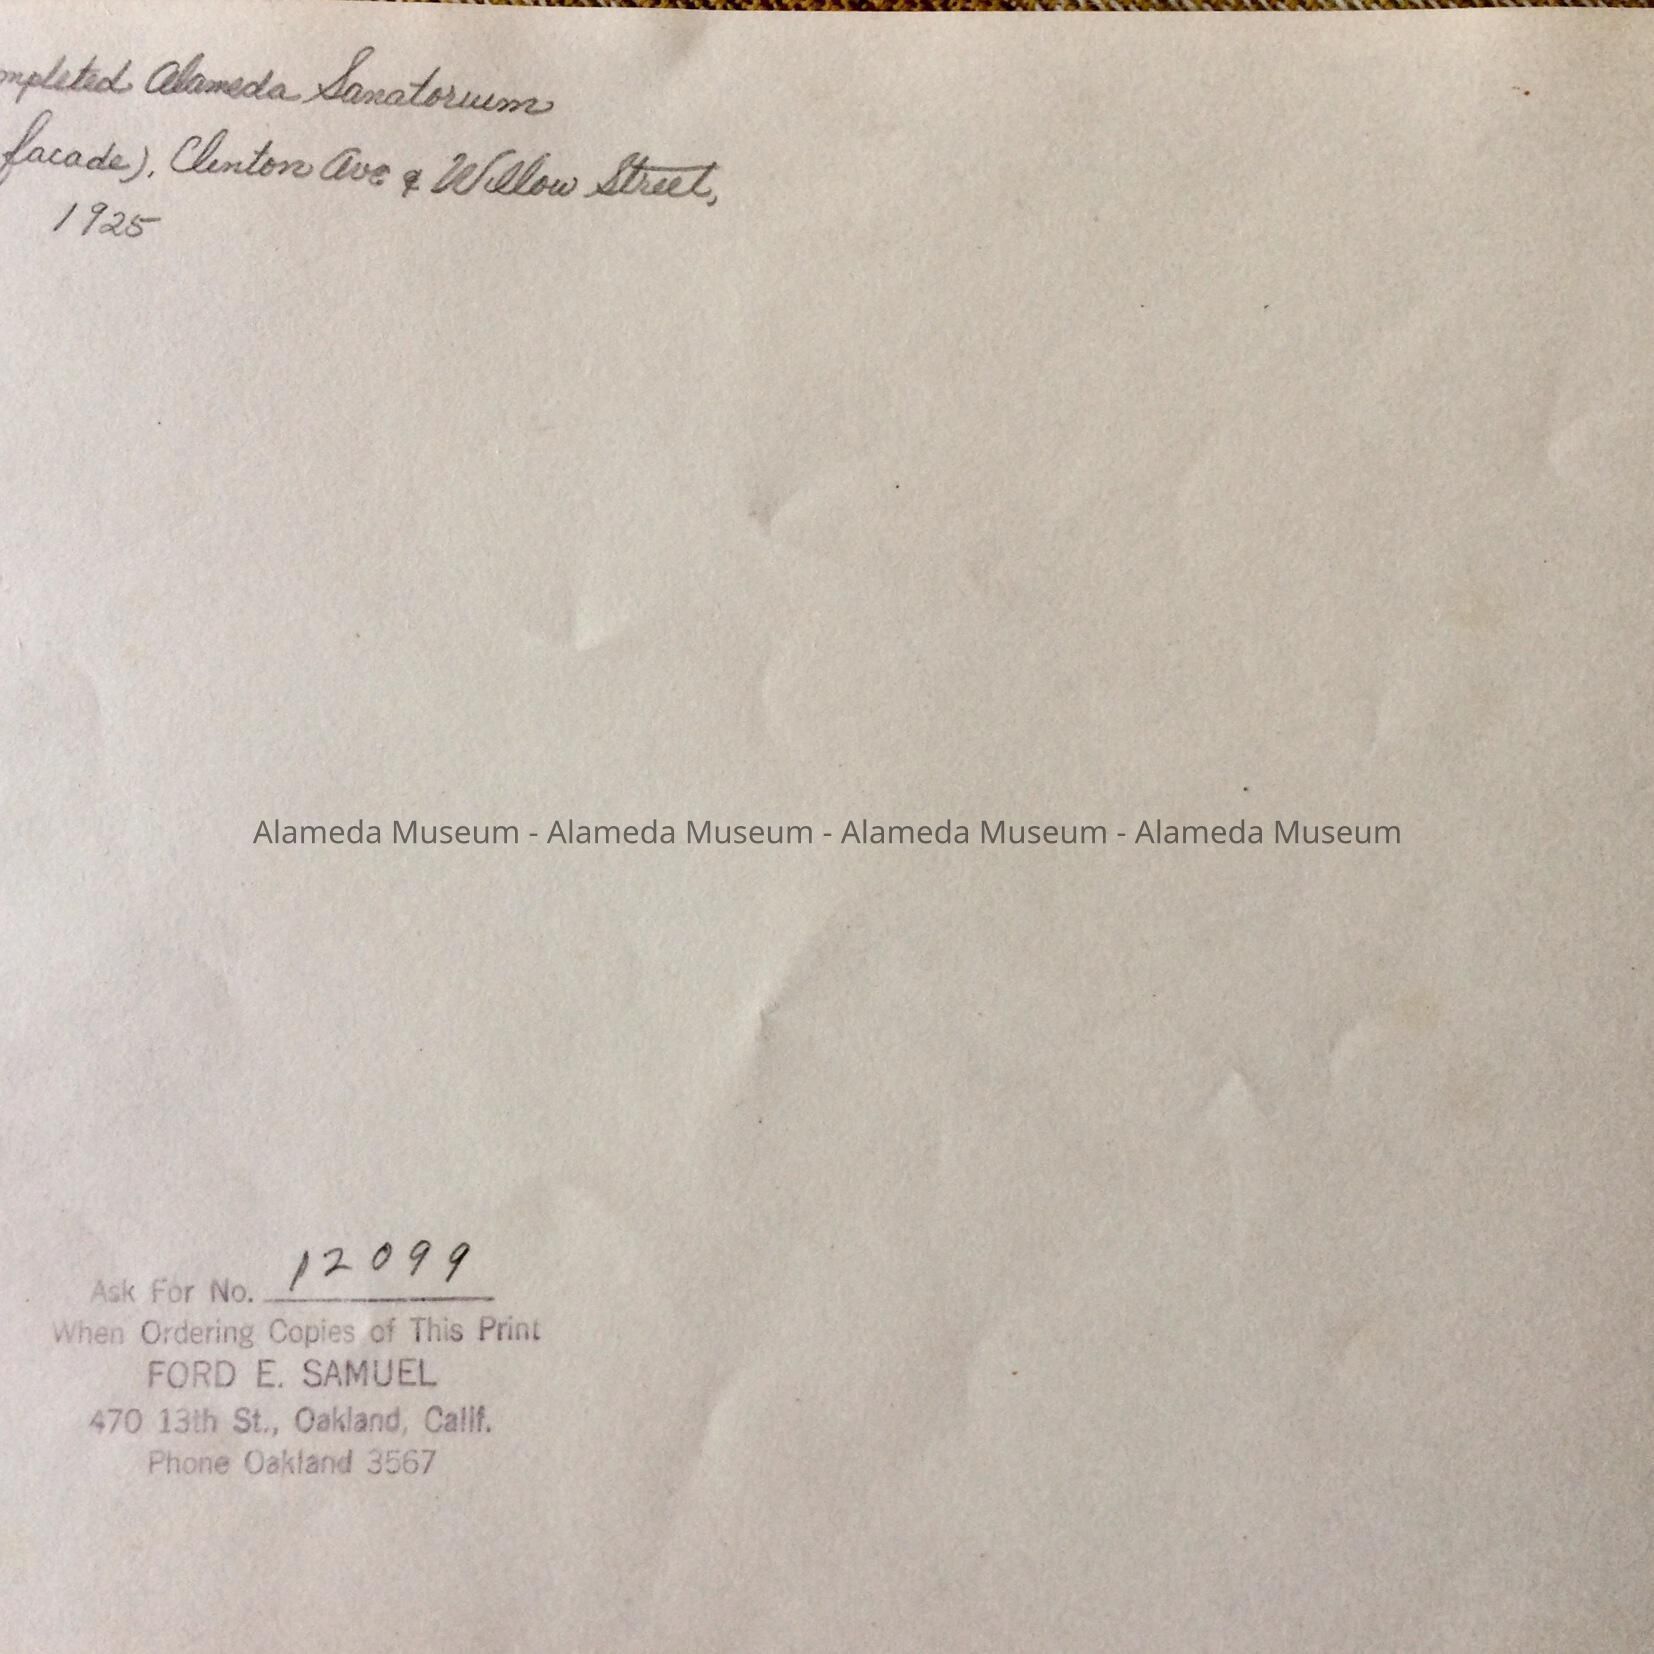 mpleted Alameda Sanatorium
facade), Clinton Ave & Willow Street,
1925
Alameda Museum - Alameda Museum - Alameda Museum - Alameda Museum
Ask For No. 12099
When Ordering Copies of This Print
FORD E. SAMUEL
470 13th St., Oakland, Calif.
Phone Oakland 3567